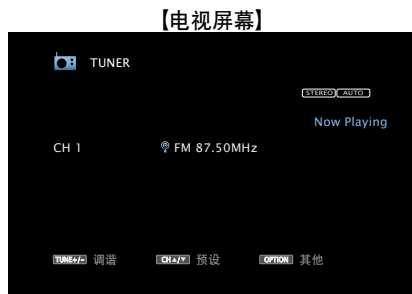 【电视屏幕】
TUNER
STEREO AUTO
Now Playing
CH 1 FM 87.50MHz
TUNE+/- 调谐 CH▲/▼ 预设 OPTION 其他